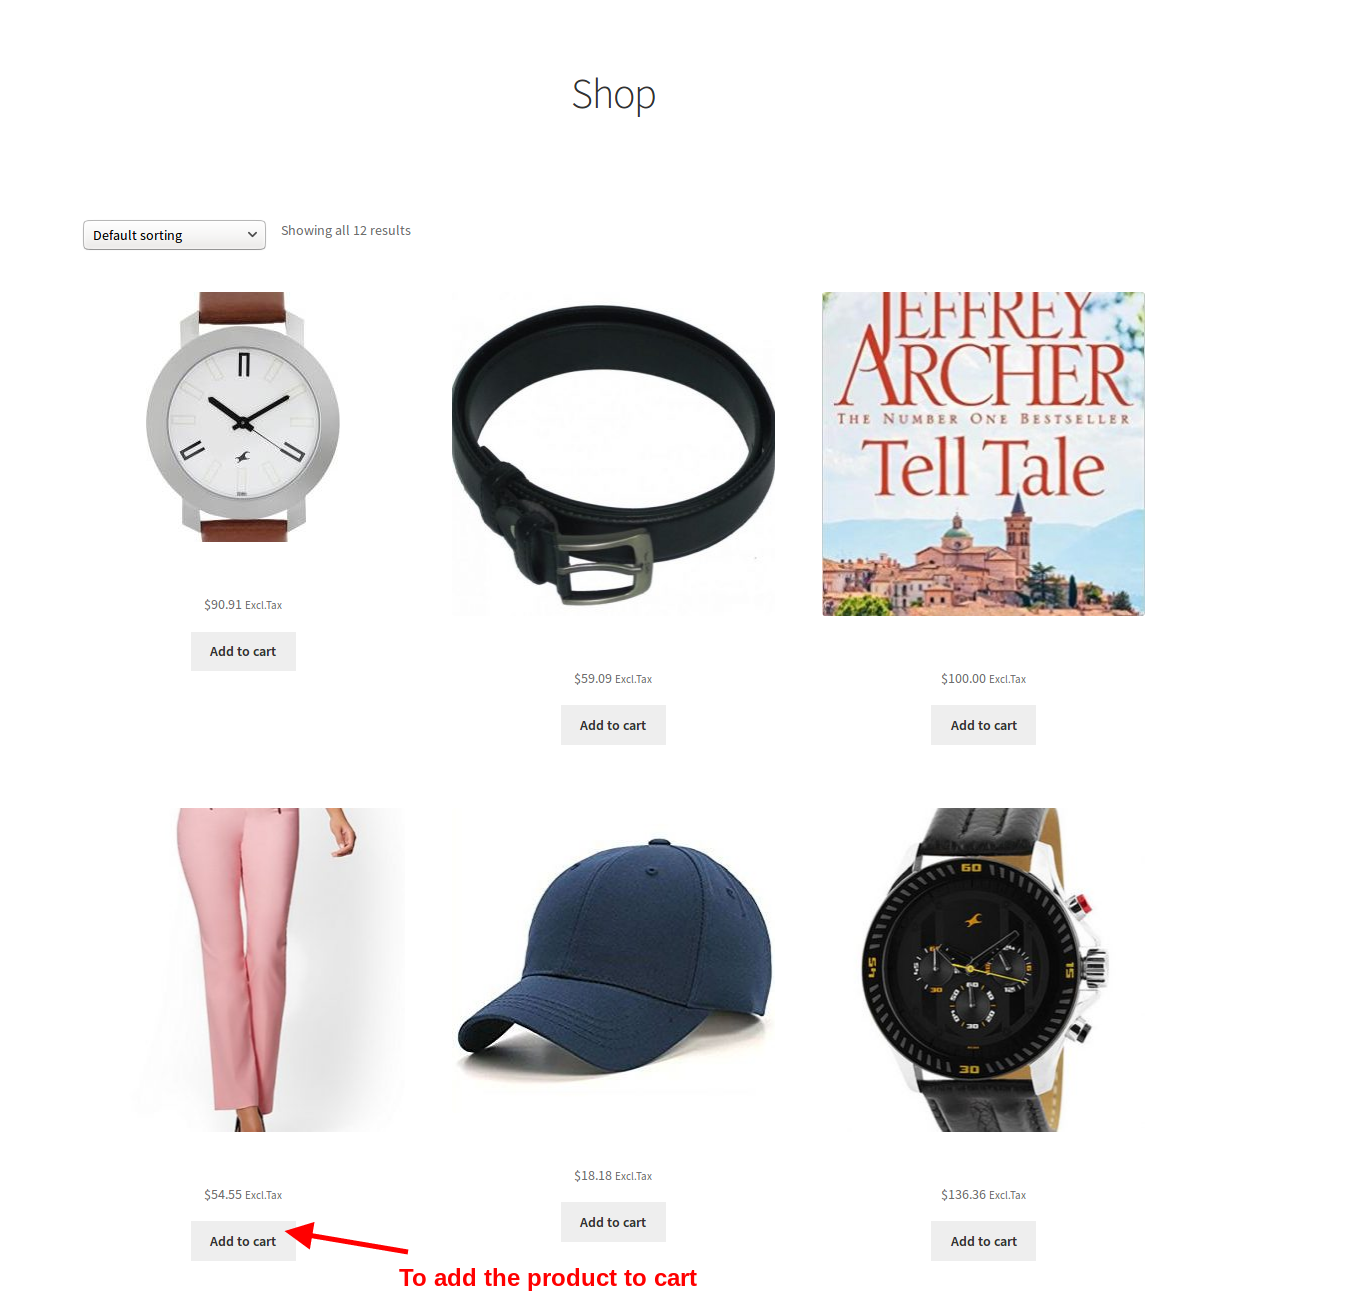 Shop
Default sorting
Showing all 12 results
JEFFREY
ARCHER
THE NUMBER ONE BESTSELLER
Tell Tale
$90.91 Excl.Tax
Add to cart
$59.09 Excl.Tax
Add to cart
$100.00 Excl.Tax
Add to cart
60
15
30
45
$54.55 Excl.Tax
Add to cart
$18.18 Excl.Tax
Add to cart
$136.36 Excl.Tax
Add to cart
To add the product to cart